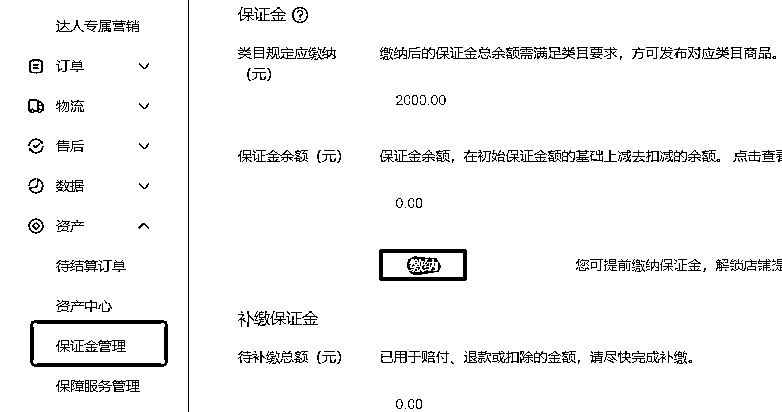 达人专属营销
订单
物流
售后
数据
资产
待结算订单
资产中心
保证金管理
保障服务管理
保证金 ?
类目规定应缴纳
（元）
缴纳后的保证金总余额需满足类目要求，方可发布对应类目商品。
2000.00
保证金余额（元）
保证金余额，在初始保证金额的基础上减去扣减的余额。 点击查看
0.00
缴纳
您可提前缴纳保证金，解锁店铺提
补缴保证金
待补缴总额（元）
已用于赔付、退款或扣除的金额，请尽快完成补缴。
0.00